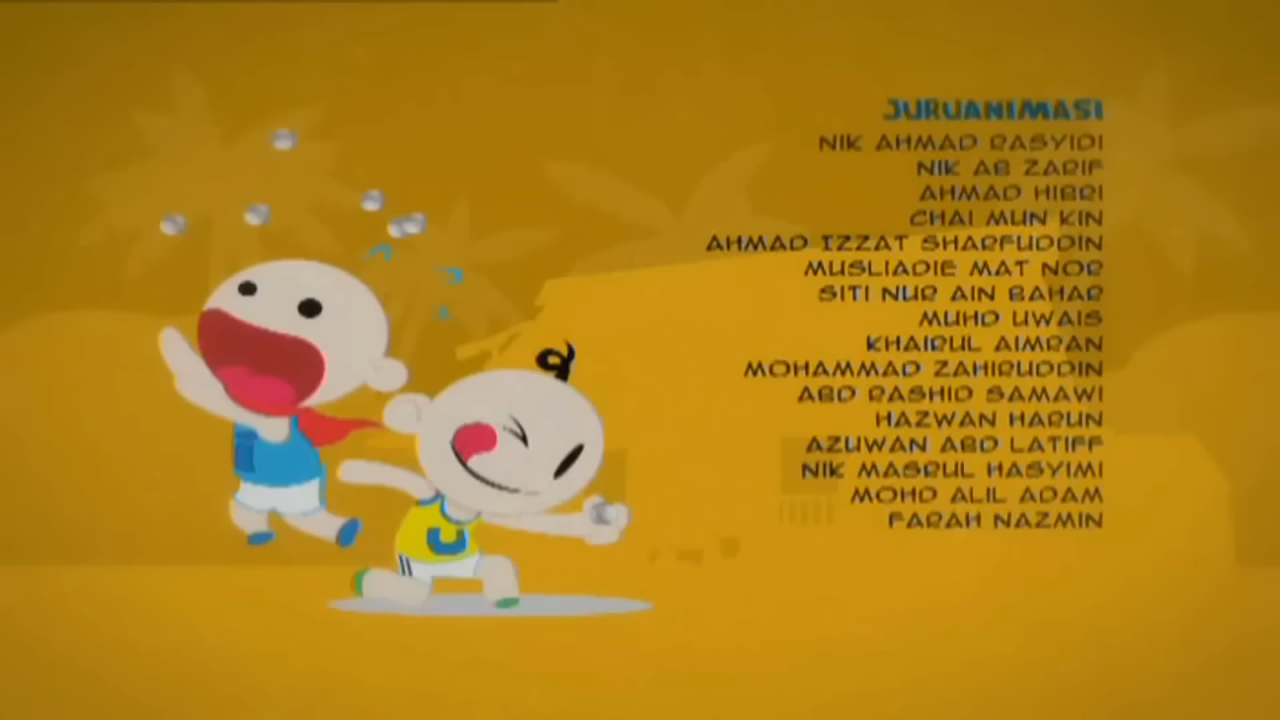 JURUANIMASI
NIK AHMAD RASYIDI
NIK AB ZARIF
AHMAD HIBRI
CHAI MUN KIN
AHMAD IZZAT SHARFUDDIN
MUSLIADIE MAT NOR
SITI NUR AIN BAHAR
MUHD UWAIS
KHAIRUL AIMRAN
MOHAMMAD ZAHIRUDDIN
ABD RASHID SAMAWI
HAZWAN HARUN
AZUWAN ABD LATIFF
NIK MASRUL HASYIMI
MOHD ALIL ADAM
FARAH NAZMIN
U